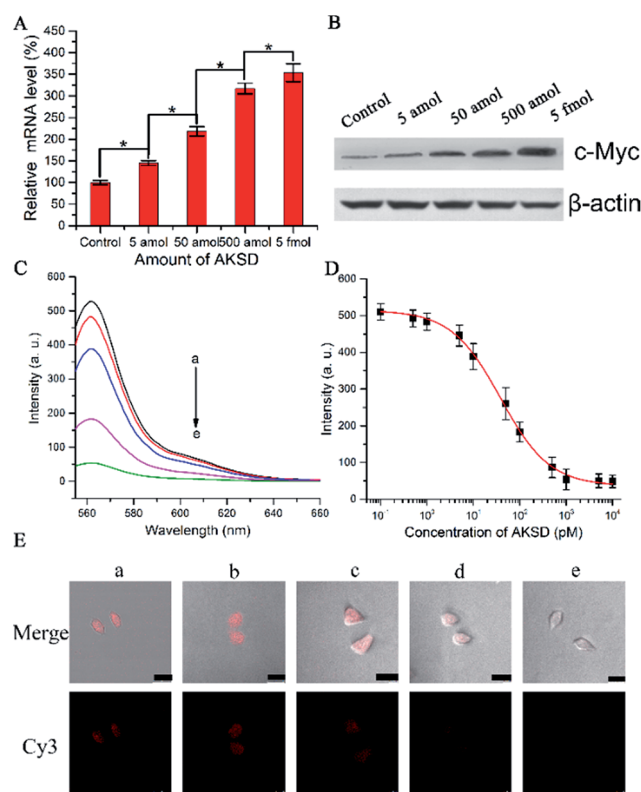 A
Relative mRNA level (%)
450
400
350
300
250
200
150
100
50
0
* * * *
Control 5 amol 50 amol 500 amol 5 fmol
Amount of AKSD
B
Control 5 amol 50 amol 500 amol 5 fmol
c-Myc
β-actin
C
Intensity (a. u.)
600
500
400
300
200
100
0
a
e
560 580 600 620 640 660
Wavelength (nm)
D
Intensity (a. u.)
600
500
400
300
200
100
0
10⁻¹ 10⁰ 10¹ 10² 10³ 10⁴
Concentration of AKSD (pM)
E
a b c d e
Merge
Cy3